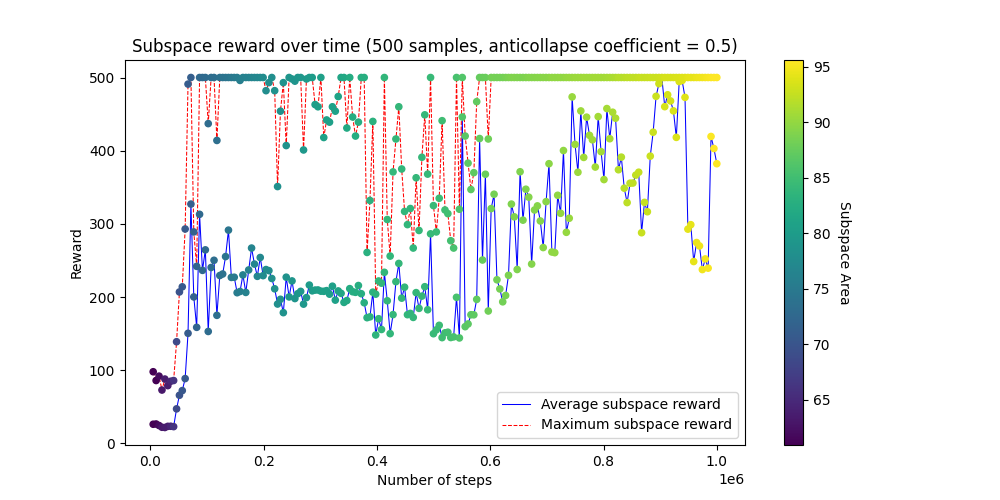 Subspace reward over time (500 samples, anticollapse coefficient = 0.5)
Reward
500
400
300
200
100
0
0.0
0.2
0.4
0.6
0.8
1.0
1e6
Number of steps
Average subspace reward
Maximum subspace reward
95
90
85
80
75
70
65
Subspace Area